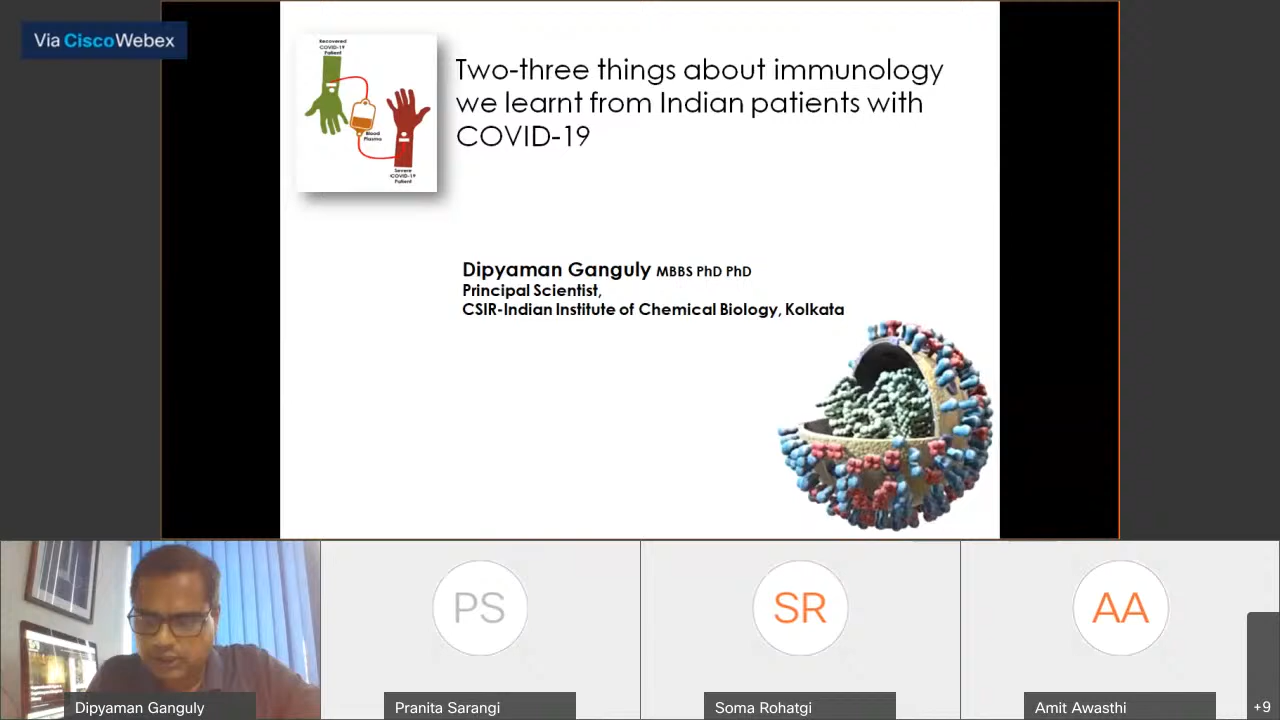 Via Cisco Webex
Recovered
COVID-19
Patient
Blood
Plasma
Severe
COVID-19
Patient
Two-three things about immunology
we learnt from Indian patients with
COVID-19
Dipyaman Ganguly MBBS PhD PhD
Principal Scientist,
CSIR-Indian Institute of Chemical Biology, Kolkata
PS
SR
AA
Dipyaman Ganguly
Pranita Sarangi
Soma Rohatgi
Amit Awasthi
+9